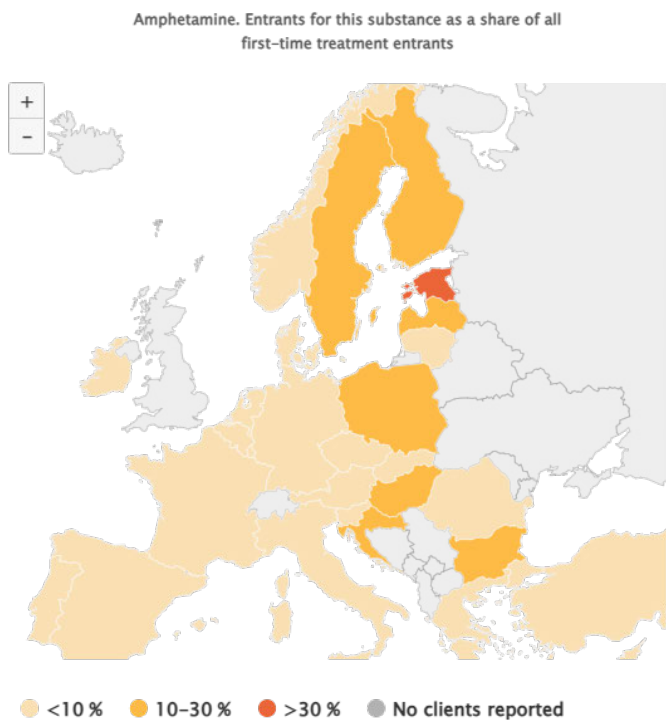 Amphetamine. Entrants for this substance as a share of all
first-time treatment entrants
+
−
<10 % 10–30 % >30 % No clients reported